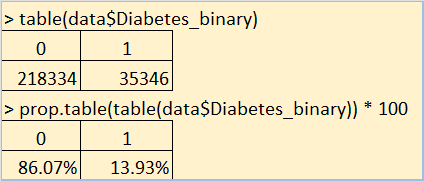 > table(data$Diabetes_binary)
0 1
218334 35346
> prop.table(table(data$Diabetes_binary)) * 100
0 1
86.07% 13.93%